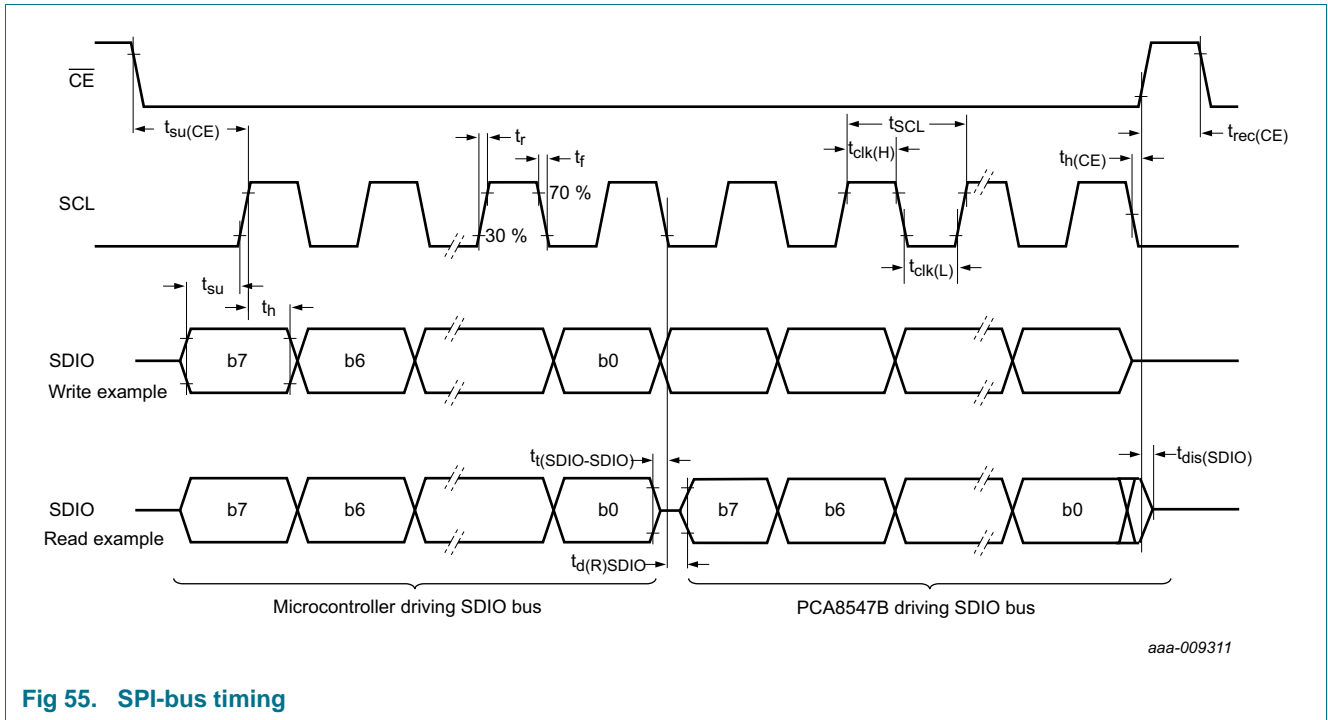 CE
tsu(CE)
tr
tf
tSCL
tclk(H)
th(CE)
trec(CE)
SCL
70 %
30 %
tclk(L)
tsu
th
SDIO
Write example
b7
b6
b0
tt(SDIO-SDIO)
tdis(SDIO)
SDIO
Read example
b7
b6
b0
b7
b6
b0
td(R)SDIO
Microcontroller driving SDIO bus
PCA8547B driving SDIO bus
aaa-009311
Fig 55. SPI-bus timing